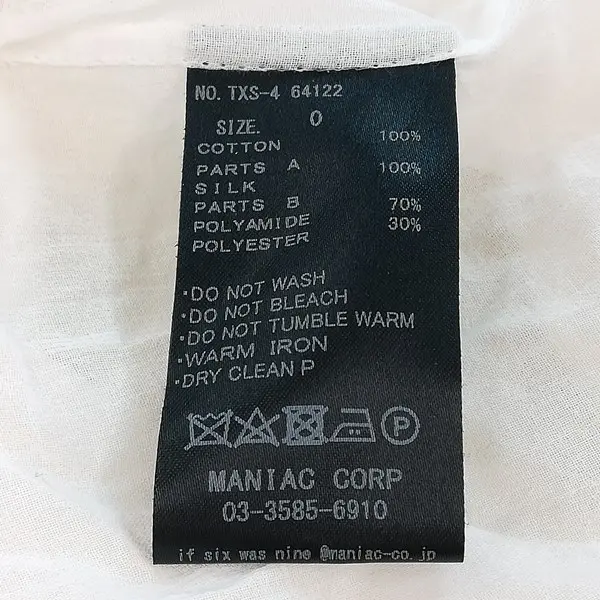 NO. TXS-4 64122
SIZE. 0
COTTON 100%
PARTS A
SILK 100%
PARTS B
POLYAMIDE 70%
POLYESTER 30%
・DO NOT WASH
・DO NOT BLEACH
・DO NOT TUMBLE WARM
・WARM IRON
・DRY CLEAN P
P
MANIAC CORP
03-3585-6910
if six was nine @maniac-co.jp